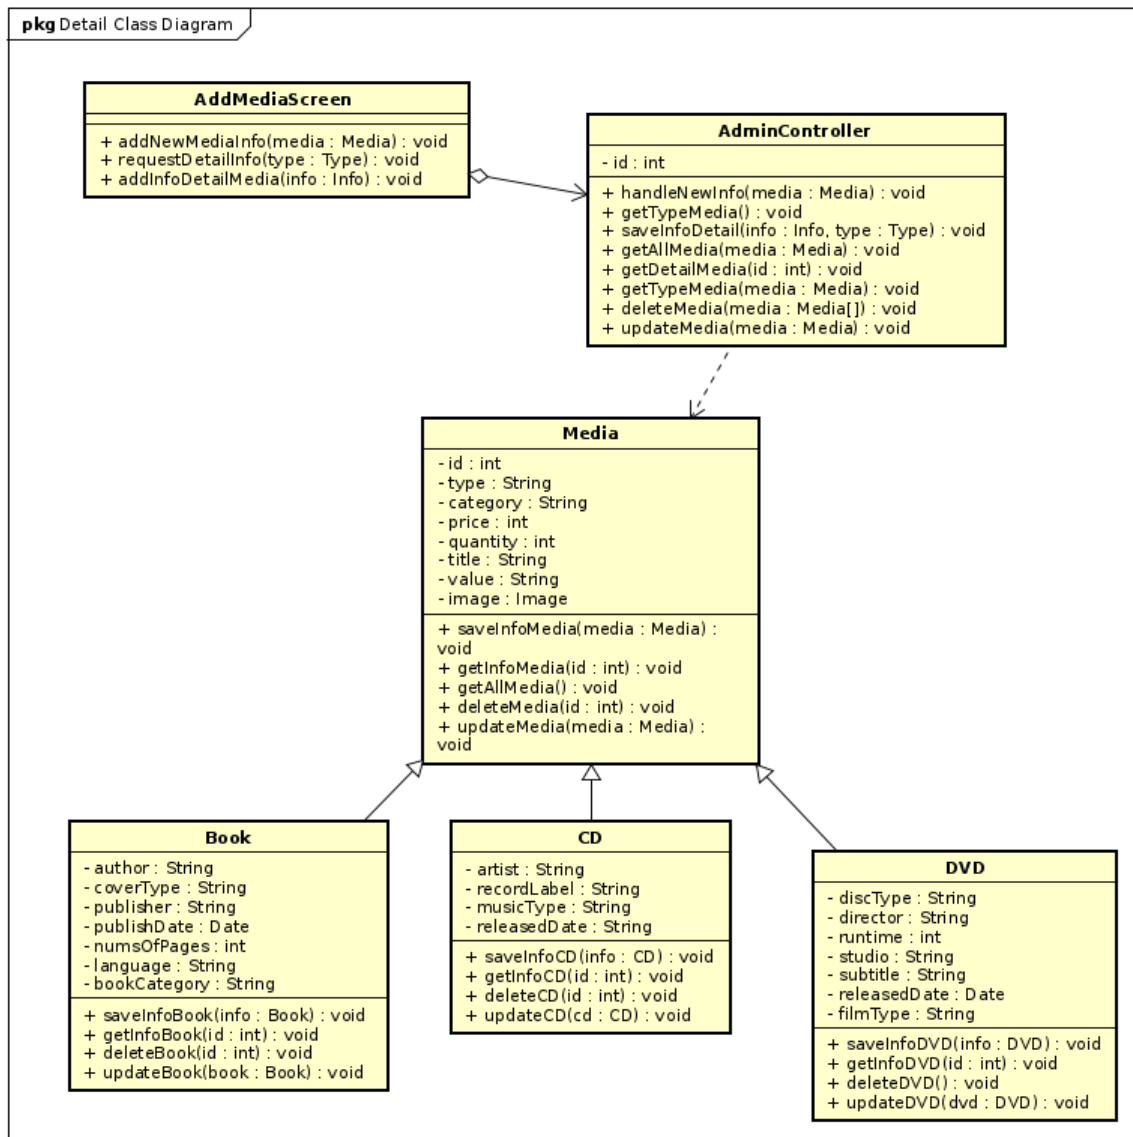 pkg Detail Class Diagram
AddMediaScreen
+ addNewMediaInfo(media : Media) : void
+ requestDetailInfo(type : Type) : void
+ addInfoDetailMedia(info : Info) : void
AdminController
- id : int
+ handleNewInfo(media : Media) : void
+ getTypeMedia() : void
+ saveInfoDetail(info : Info, type : Type) : void
+ getAllMedia(media : Media) : void
+ getDetailMedia(id : int) : void
+ getTypeMedia(media : Media) : void
+ deleteMedia(media : Media[]) : void
+ updateMedia(media : Media) : void
Media
- id : int
- type : String
- category : String
- price : int
- quantity : int
- title : String
- value : String
- image : Image
+ saveInfoMedia(media : Media) :
void
+ getInfoMedia(id : int) : void
+ getAllMedia() : void
+ deleteMedia(id : int) : void
+ updateMedia(media : Media) :
void
Book
- author : String
- coverType : String
- publisher : String
- publishDate : Date
- numsOfPages : int
- language : String
- bookCategory : String
+ saveInfoBook(info : Book) : void
+ getInfoBook(id : int) : void
+ deleteBook(id : int) : void
+ updateBook(book : Book) : void
CD
- artist : String
- recordLabel : String
- musicType : String
- releasedDate : String
+ saveInfoCD(info : CD) : void
+ getInfoCD(id : int) : void
+ deleteCD(id : int) : void
+ updateCD(cd : CD) : void
DVD
- discType : String
- director : String
- runtime : int
- studio : String
- subtitle : String
- releasedDate : Date
- filmType : String
+ saveInfoDVD(info : DVD) : void
+ getInfoDVD(id : int) : void
+ deleteDVD() : void
+ updateDVD(dvd : DVD) : void